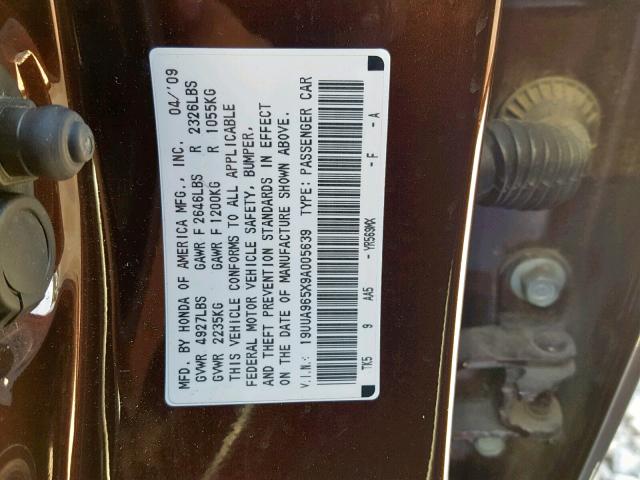 MFD. BY HONDA OF AMERICA MFG., INC. 04/'09
GVWR 4927LBS GAWR F 2646LBS R 2326LBS
GVWR 2235KG GAWR F 1200KG R 1055KG
THIS VEHICLE CONFORMS TO ALL APPLICABLE
FEDERAL MOTOR VEHICLE SAFETY, BUMPER,
AND THEFT PREVENTION STANDARDS IN EFFECT
ON THE DATE OF MANUFACTURE SHOWN ABOVE.
V.I.N.: 19UUA965X9A005639 TYPE: PASSENGER CAR
TK5 9 AA5 - YR569MX - F - A